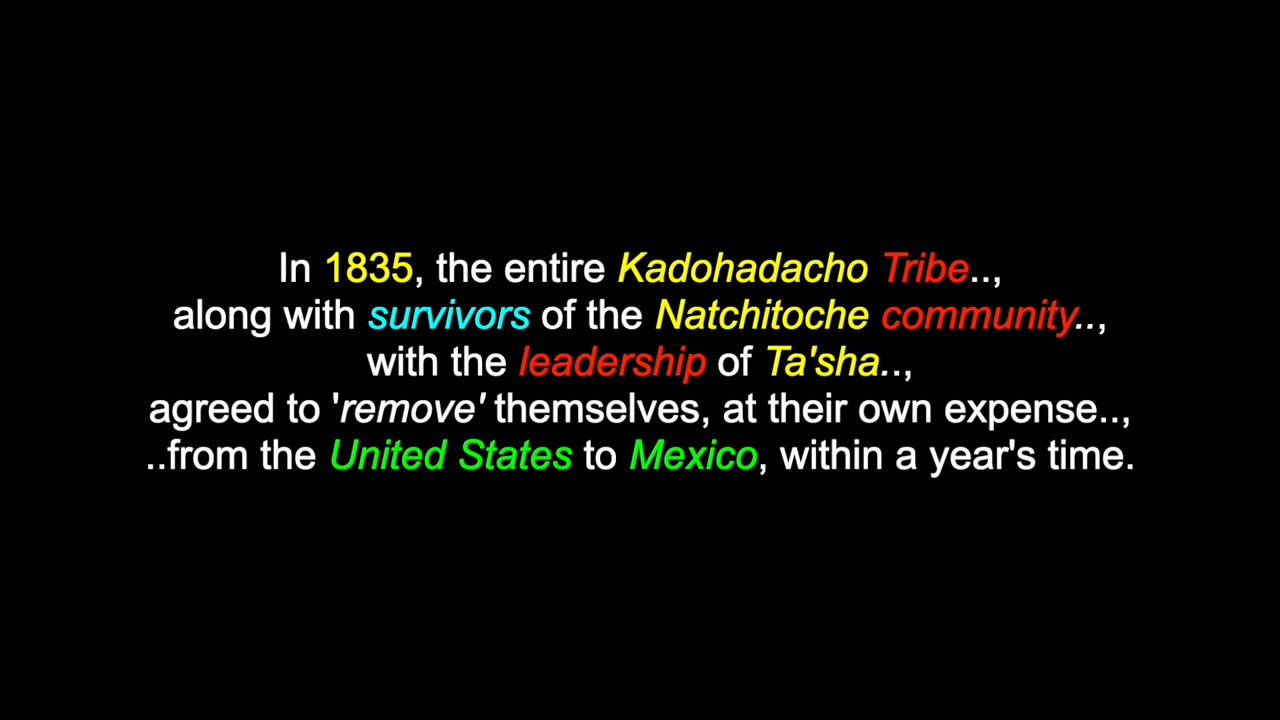 In 1835, the entire Kadohadacho Tribe..,
along with survivors of the Natchitoche community..,
with the leadership of Ta'sha..,
agreed to 'remove' themselves, at their own expense..,
..from the United States to Mexico, within a year's time.